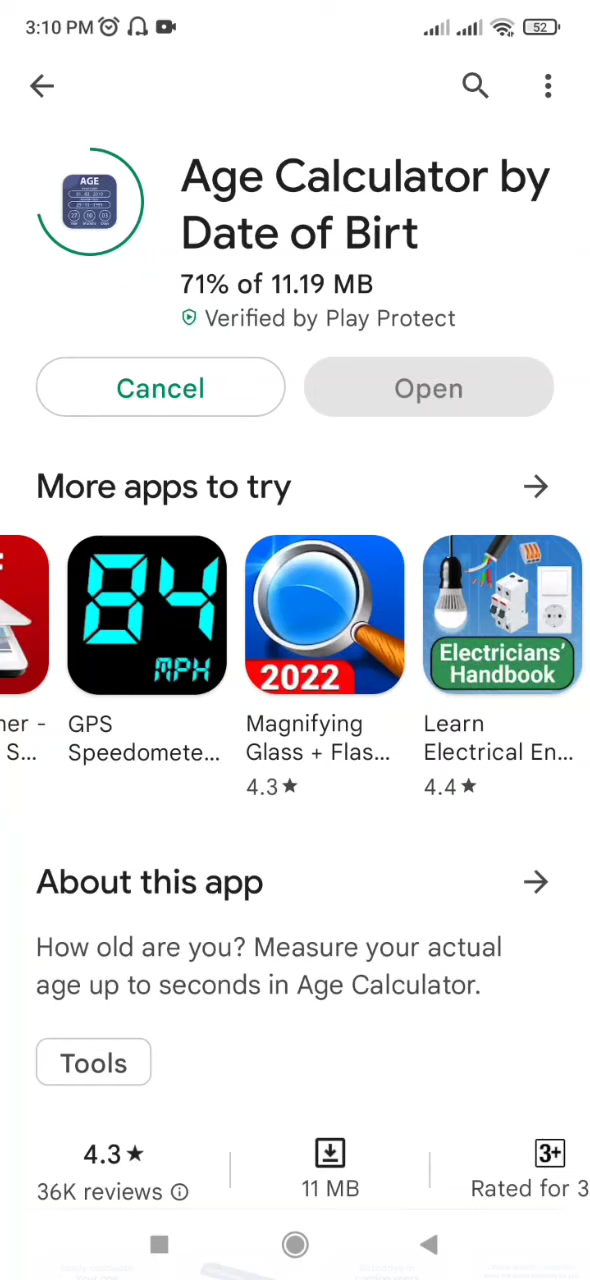 3:10 PM
52
Age Calculator by
Date of Birt
71% of 11.19 MB
Verified by Play Protect
Cancel
Open
More apps to try
AGE
84
MPH
2022
Electricians'
Handbook
ner -
S...
GPS
Speedomete...
Magnifying
Glass + Flas...
4.3★
Learn
Electrical En...
4.4★
About this app
How old are you? Measure your actual
age up to seconds in Age Calculator.
Tools
4.3★
36K reviews
11 MB
3+
Rated for 3